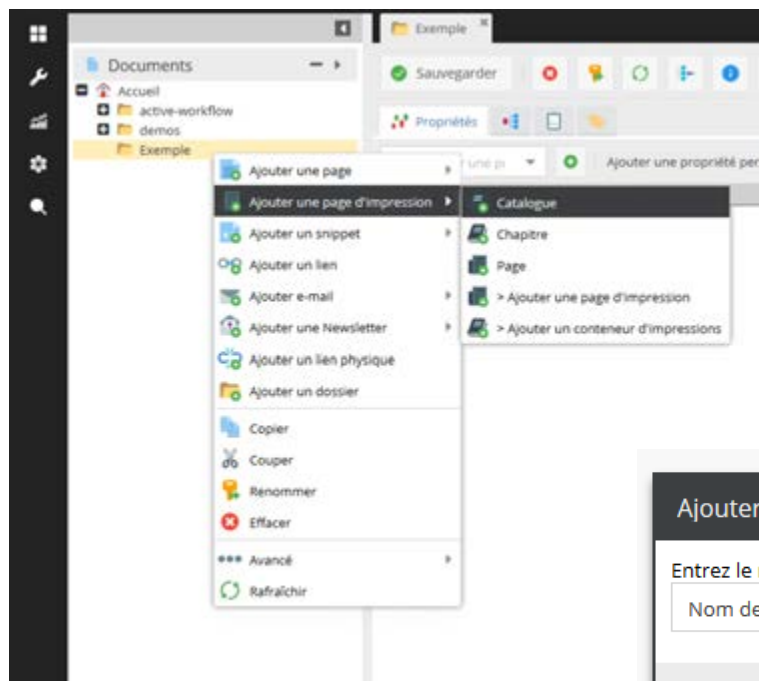 Exemple
Documents
Sauvegarder
Accueil
active-workflow
demos
Exemple
Propriétés
une p
Ajouter une propriété per
Ajouter une page
Ajouter une page d'impression
Ajouter un snippet
Ajouter un lien
Ajouter e-mail
Ajouter une Newsletter
Ajouter un lien physique
Ajouter un dossier
Copier
Couper
Renommer
Effacer
Avancé
Rafraîchir
Catalogue
Chapitre
Page
> Ajouter une page d'impression
> Ajouter un conteneur d'impressions
Ajouter
Entrez le
Nom de